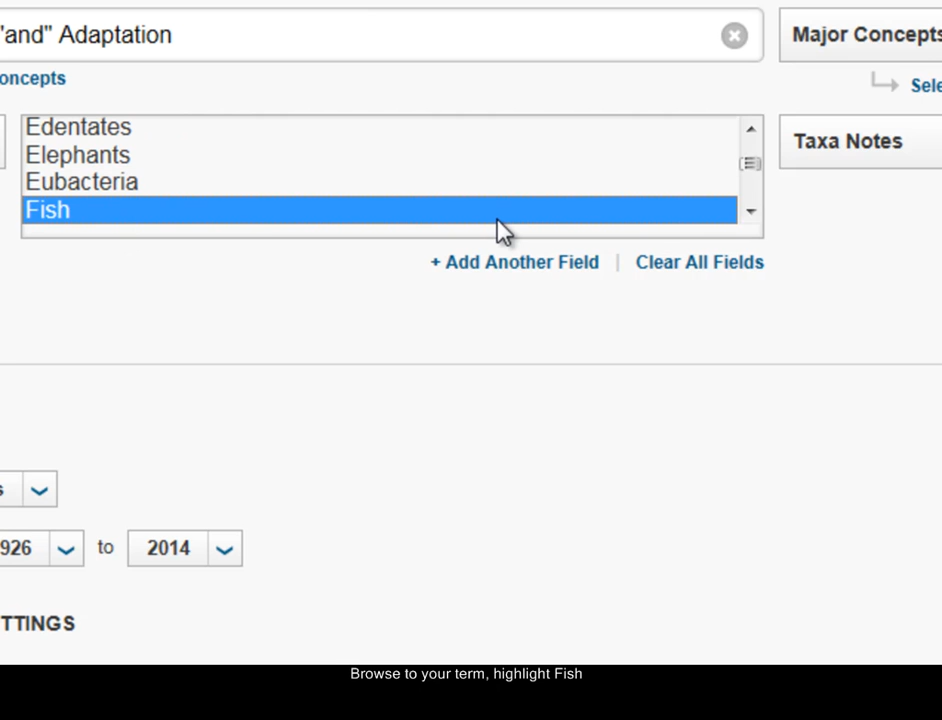 "and" Adaptation
Major Concepts
oncepts
Sele
Edentates
Elephants
Eubacteria
Fish
Taxa Notes
+ Add Another Field | Clear All Fields
s
926 to 2014
TTINGS
Browse to your term, highlight Fish